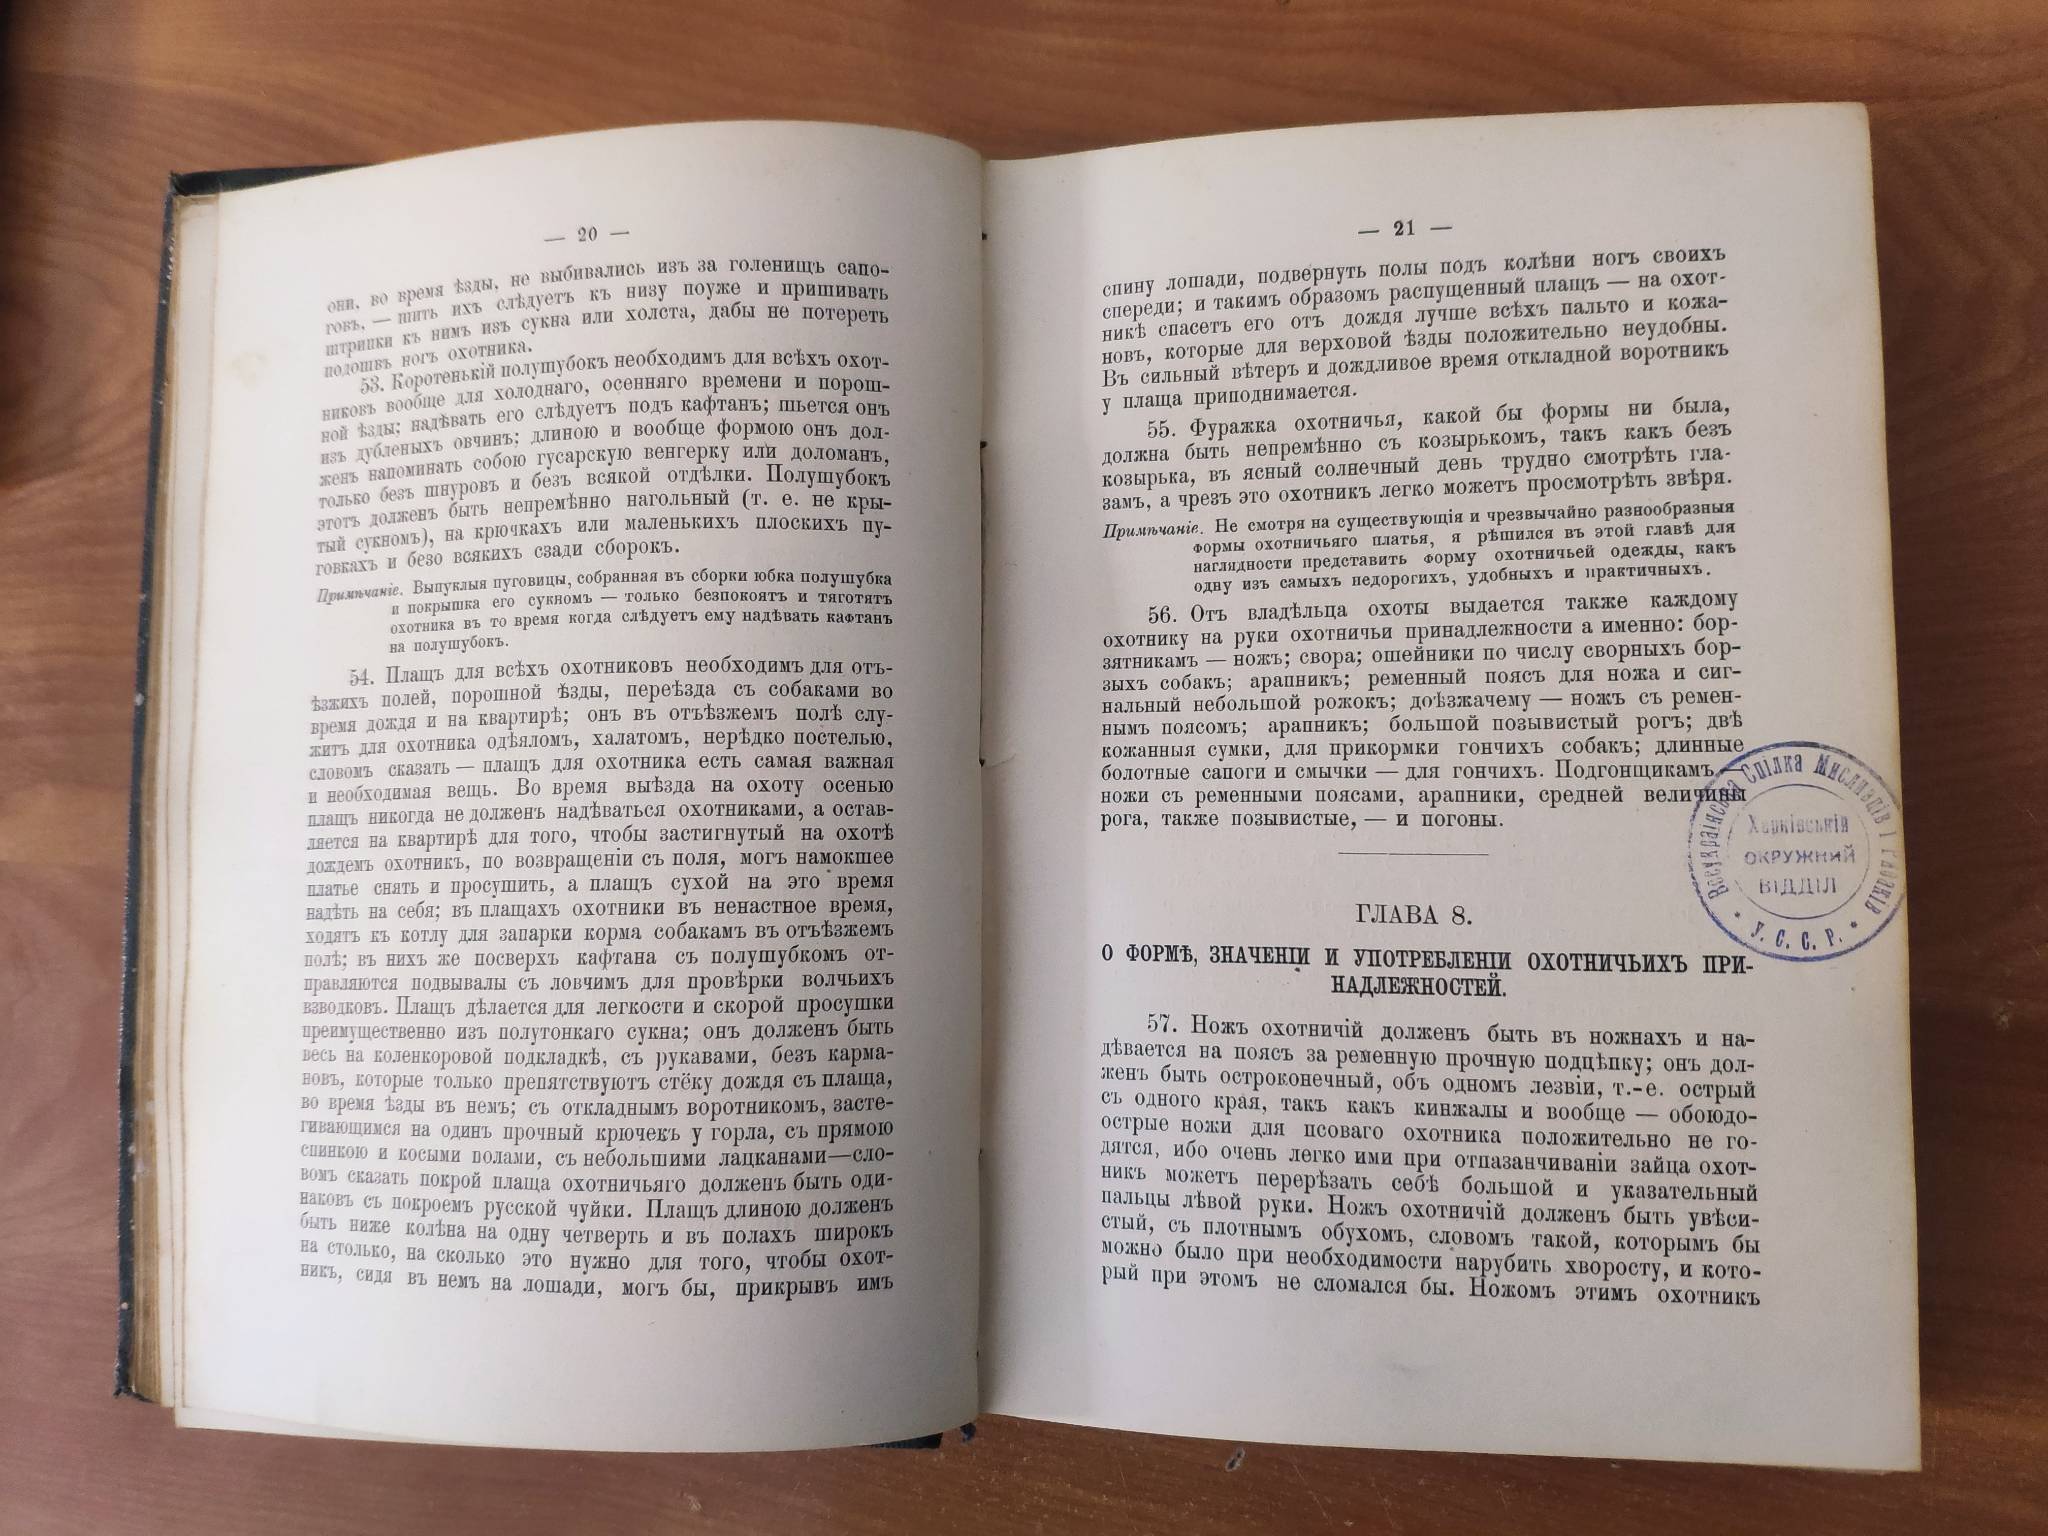 — 20 —
они, во время ѣзды, не выбивались изъ за голенищъ сапо-
говъ, — шить ихъ слѣдуетъ къ низу поуже и пришивать
штрипки къ нимъ изъ сукна или холста, дабы не потереть
подошвъ ногъ охотника.
53. Коротенькій полушубокъ необходимъ для всѣхъ охот-
никовъ вообще для холоднаго, осенняго времени и порош-
ной ѣзды; надѣвать его слѣдуетъ подъ кафтанъ; шьется онъ
изъ дубленыхъ овчинъ; длиною и вообще формою онъ дол-
женъ напоминать собою гусарскую венгерку или доломанъ,
только безъ шнуровъ и безъ всякой отдѣлки. Полушубокъ
этотъ долженъ быть непремѣнно нагольный (т. е. не кры-
тый сукномъ), на крючкахъ или маленькихъ плоскихъ пу-
говкахъ и безо всякихъ сзади сборокъ.
Примѣчаніе. Выпуклыя пуговицы, собранная въ сборки юбка полушубка
и покрышка его сукномъ — только безпокоятъ и тяготятъ
охотника въ то время когда слѣдуетъ ему надѣвать кафтанъ
на полушубокъ.
54. Плащъ для всѣхъ охотниковъ необходимъ для отъ-
ѣзжихъ полей, порошной ѣзды, переѣзда съ собаками во
время дождя и на квартирѣ; онъ въ отъѣзжемъ полѣ слу-
житъ для охотника одѣяломъ, халатомъ, нерѣдко постелью,
словомъ сказать — плащъ для охотника есть самая важная
и необходимая вещь. Во время выѣзда на охоту осенью
плащъ никогда не долженъ надѣваться охотниками, а остав-
ляется на квартирѣ для того, чтобы застигнутый на охотѣ
дождемъ охотникъ, по возвращеніи съ поля, могъ намокшее
платье снять и просушить, а плащъ сухой на это время
надѣть на себя; въ плащахъ охотники въ ненастное время,
ходятъ къ котлу для запарки корма собакамъ въ отъѣзжемъ
полѣ; въ нихъ же посверхъ кафтана съ полушубкомъ от-
правляются подвывалы съ ловчимъ для провѣрки волчьихъ
взводковъ. Плащъ дѣлается для легкости и скорой просушки
преимущественно изъ полутонкаго сукна; онъ долженъ быть
весь на коленкоровой подкладкѣ, съ рукавами, безъ карма-
новъ, которые только препятствуютъ стёку дождя съ плаща,
во время ѣзды въ немъ; съ откладнымъ воротникомъ, засте-
гивающимся на одинъ прочный крючекъ у горла, съ прямою
спинкою и косыми полами, съ небольшими лацканами—сло-
вомъ сказать покрой плаща охотничьяго долженъ быть оди-
наковъ съ покроемъ русской чуйки. Плащъ длиною долженъ
быть ниже колѣна на одну четверть и въ полахъ широкъ
на столько, на сколько это нужно для того, чтобы охот-
никъ, сидя въ немъ на лошади, могъ бы, прикрывъ имъ
— 21 —
спину лошади, подвернуть полы подъ колѣни ногъ своихъ
спереди; и такимъ образомъ распущенный плащъ — на охот-
никѣ спасетъ его отъ дождя лучше всѣхъ пальто и кожа-
новъ, которые для верховой ѣзды положительно неудобны.
Въ сильный вѣтеръ и дождливое время откладной воротникъ
у плаща приподнимается.
55. Фуражка охотничья, какой бы формы ни была,
должна быть непремѣнно съ козырькомъ, такъ какъ безъ
козырька, въ ясный солнечный день трудно смотрѣть гла-
замъ, а чрезъ это охотникъ легко можетъ просмотрѣть звѣря.
Примѣчаніе. Не смотря на существующія и чрезвычайно разнообразныя
формы охотничьяго платья, я рѣшился въ этой главѣ для
наглядности представить форму охотничьей одежды, какъ
одну изъ самыхъ недорогихъ, удобныхъ и практичныхъ.
56. Отъ владѣльца охоты выдается также каждому
охотнику на руки охотничьи принадлежности а именно: бор-
зятникамъ — ножъ; свора; ошейники по числу сворныхъ бор-
зыхъ собакъ; арапникъ; ременный поясъ для ножа и сиг-
нальный небольшой рожокъ; доѣзжачему — ножъ съ ремен-
нымъ поясомъ; арапникъ; большой позывистый рогъ; двѣ
кожанныя сумки, для прикормки гончихъ собакъ; длинные
болотные сапоги и смычки — для гончихъ. Подгонщикамъ —
ножи съ ременными поясами, арапники, средней величины
рога, также позывистые, — и погоны.
Всеукраїнська Спілка Мисливців і Рибалків
Харківський
ОКРУЖНИЙ
ВІДДІЛ
* У. С. С. Р. *
ГЛАВА 8.
О ФОРМѢ, ЗНАЧЕНІИ И УПОТРЕБЛЕНІИ ОХОТНИЧЬИХЪ ПРИ-
НАДЛЕЖНОСТЕЙ.
57. Ножъ охотничій долженъ быть въ ножнахъ и на-
дѣвается на поясъ за ременную прочную подцѣпку; онъ дол-
женъ быть остроконечный, объ одномъ лезвіи, т.-е. острый
съ одного края, такъ какъ кинжалы и вообще — обоюдо-
острые ножи для псоваго охотника положительно не го-
дятся, ибо очень легко ими при отпазанчиваніи зайца охот-
никъ можетъ перерѣзать себѣ большой и указательный
пальцы лѣвой руки. Ножъ охотничій долженъ быть увѣси-
стый, съ плотнымъ обухомъ, словомъ такой, которымъ бы
можно было при необходимости нарубить хворосту, и кото-
рый при этомъ не сломался бы. Ножомъ этимъ охотникъ